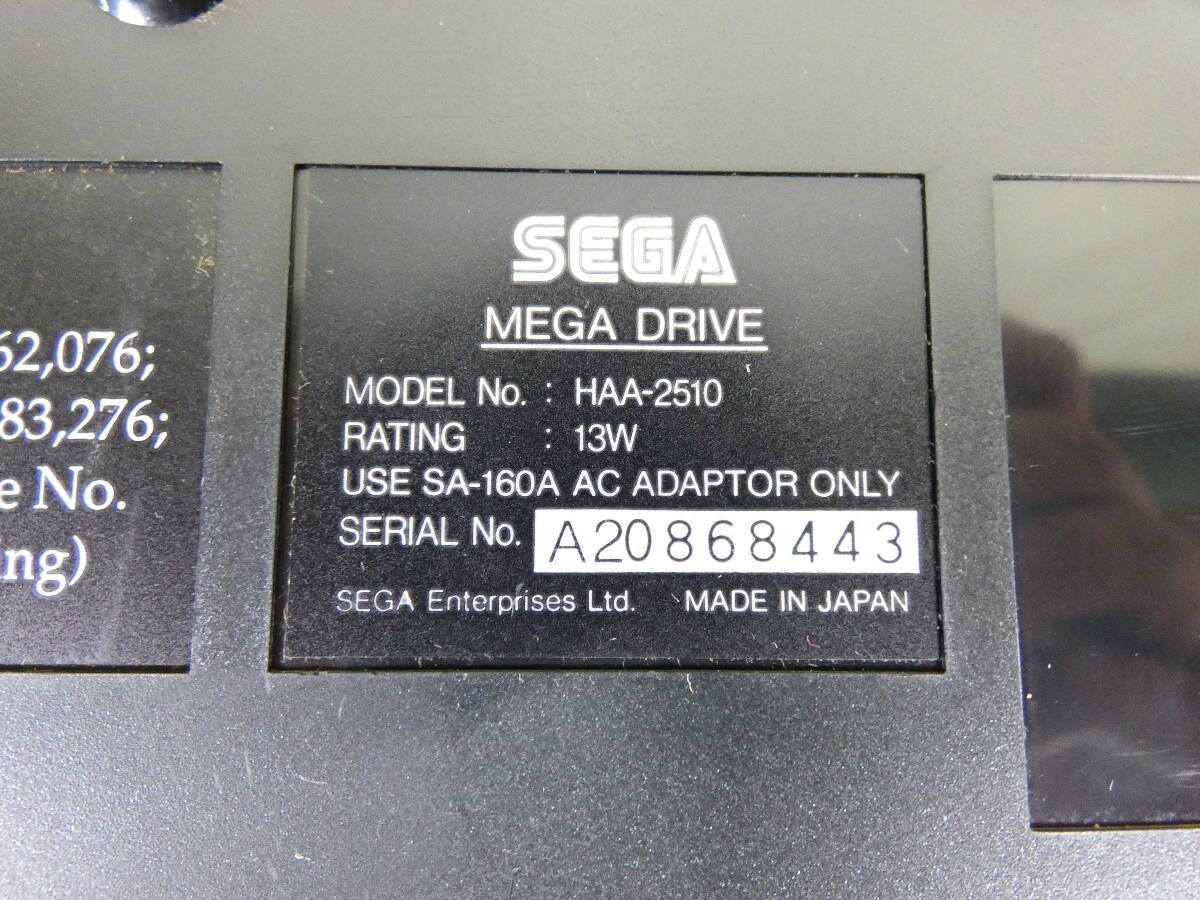 62,076;
83,276;
e No.
ing)
SEGA
MEGA DRIVE
MODEL No. : HAA-2510
RATING : 13W
USE SA-160A AC ADAPTOR ONLY
SERIAL No. A20868443
SEGA Enterprises Ltd. MADE IN JAPAN